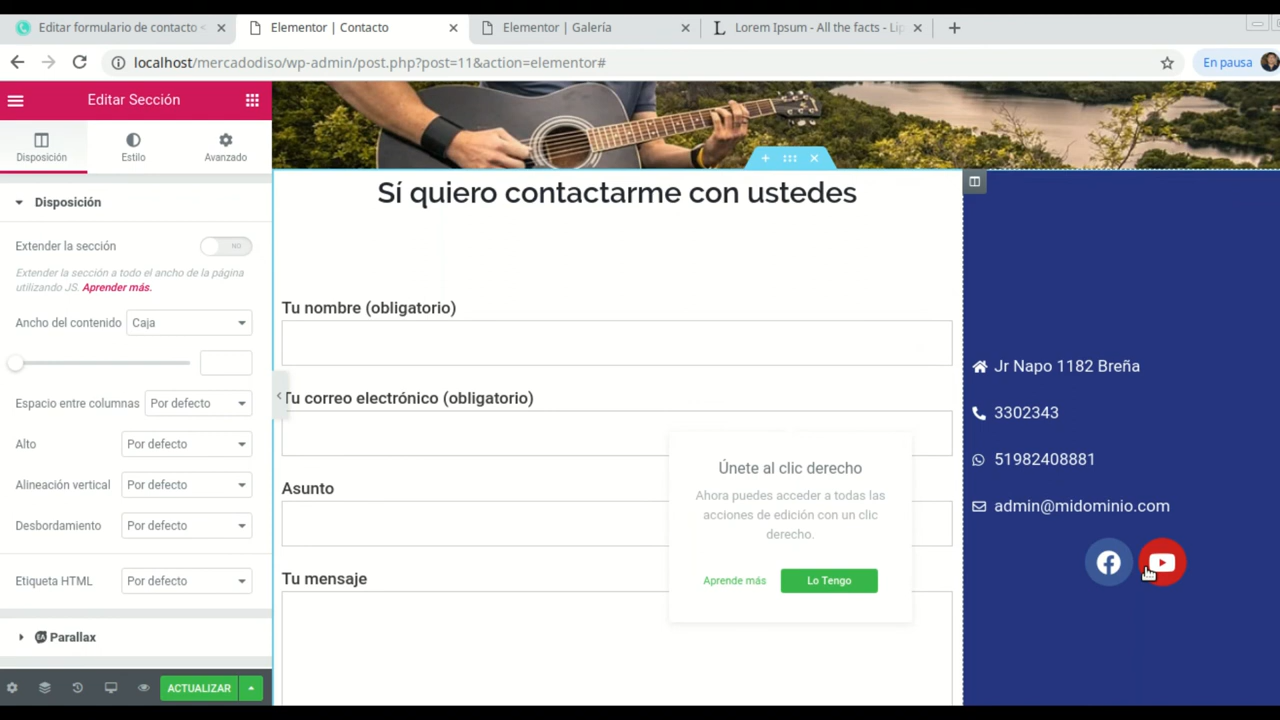 Editar formulario de contacto <
Elementor | Contacto
Elementor | Galería
L
Lorem Ipsum - All the facts - Lip
localhost/mercadodiso/wp-admin/post.php?post=11&action=elementor#
En pausa
Editar Sección
Disposición
Estilo
Avanzado
Disposición
Extender la sección
NO
Extender la sección a todo el ancho de la página
utilizando JS. Aprender más.
Ancho del contenido
Caja
Espacio entre columnas
Por defecto
Alto
Por defecto
Alineación vertical
Por defecto
Desbordamiento
Por defecto
Etiqueta HTML
Por defecto
EA Parallax
ACTUALIZAR
Sí quiero contactarme con ustedes
Tu nombre (obligatorio)
Tu correo electrónico (obligatorio)
Asunto
Tu mensaje
Únete al clic derecho
Ahora puedes acceder a todas las
acciones de edición con un clic
derecho.
Aprende más
Lo Tengo
Jr Napo 1182 Breña
3302343
51982408881
admin@midominio.com